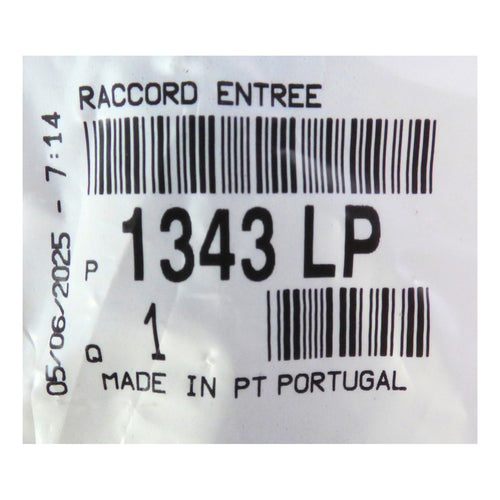 RACCORD ENTREE
P 1343 LP
Q 1
MADE IN PT PORTUGAL
05/06/2025 - 7:14